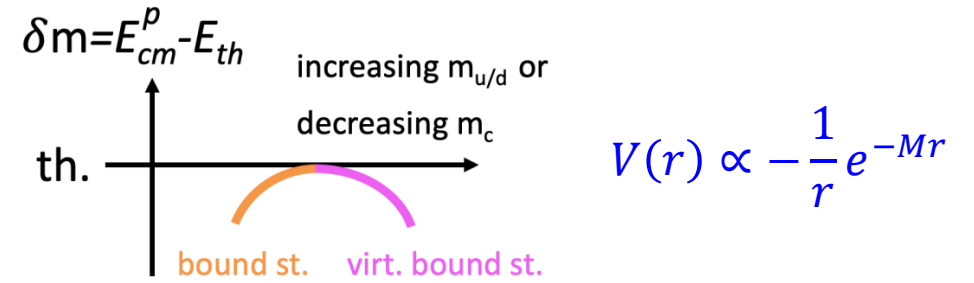 δm=E^p_cm-E_th
increasing m_u/d or
decreasing m_c
th.
V(r) ∝ − 1/r e^−Mr
bound st. virt. bound st.